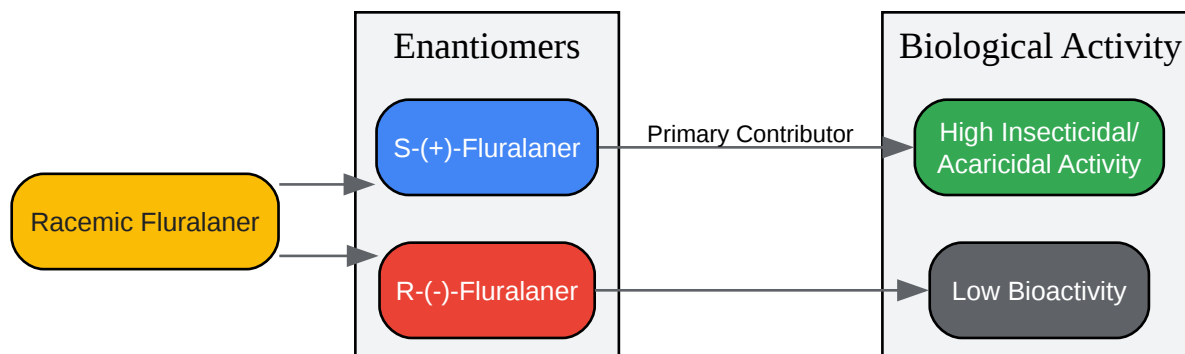 Enantiomers
Biological Activity
Racemic Fluralaner
S-(+)-Fluralaner
Primary Contributor
High Insecticidal/
Acaricidal Activity
R-(-)-Fluralaner
Low Bioactivity